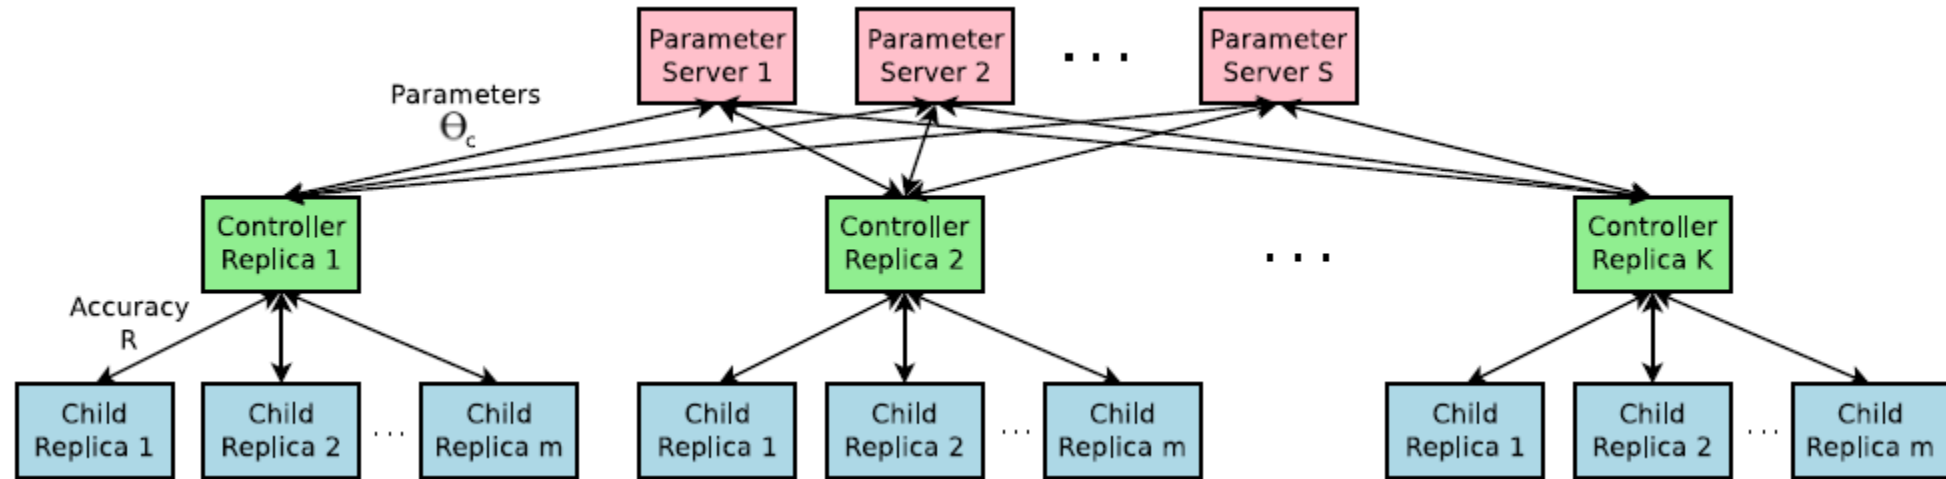 Parameter
Server 1
Parameter
Server 2
. . .
Parameter
Server S
Parameters
Θc
Controller
Replica 1
Controller
Replica 2
. . .
Controller
Replica K
Accuracy
R
Child
Replica 1
Child
Replica 2
. . .
Child
Replica m
Child
Replica 1
Child
Replica 2
. . .
Child
Replica m
Child
Replica 1
Child
Replica 2
. . .
Child
Replica m